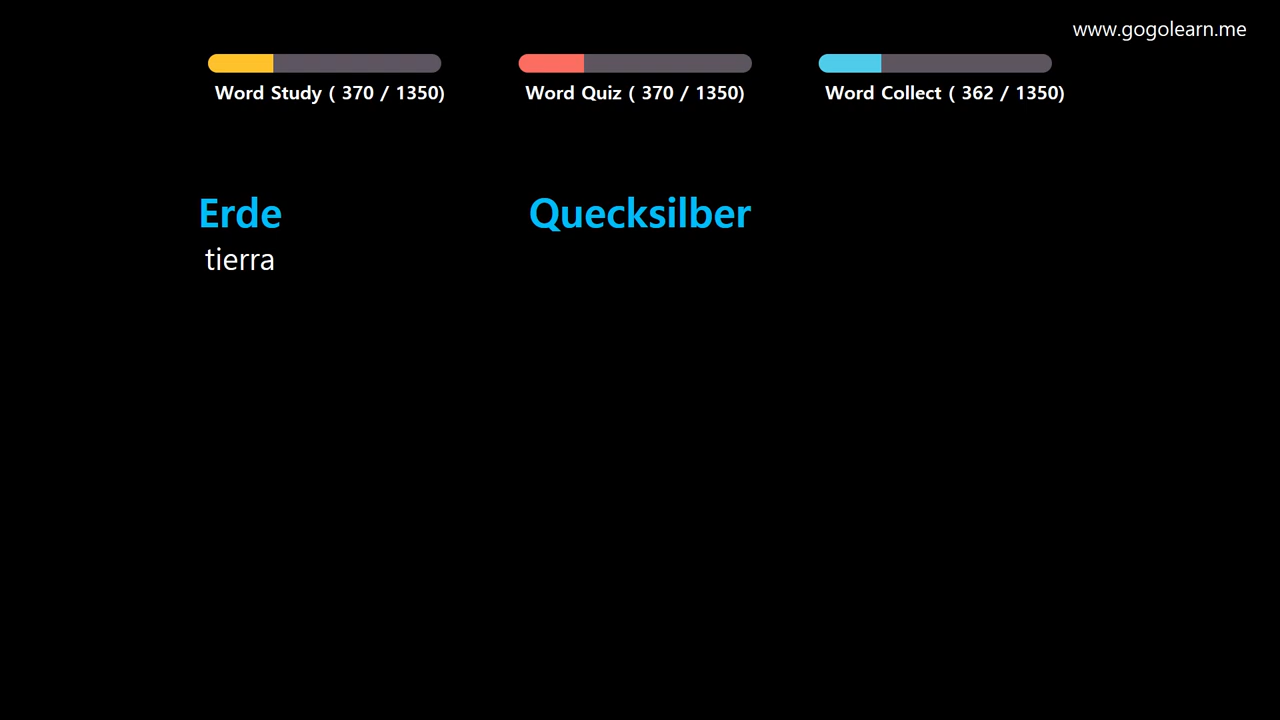 www.gogolearn.me
Word Study ( 370 / 1350)
Word Quiz ( 370 / 1350)
Word Collect ( 362 / 1350)
Erde
tierra
Quecksilber